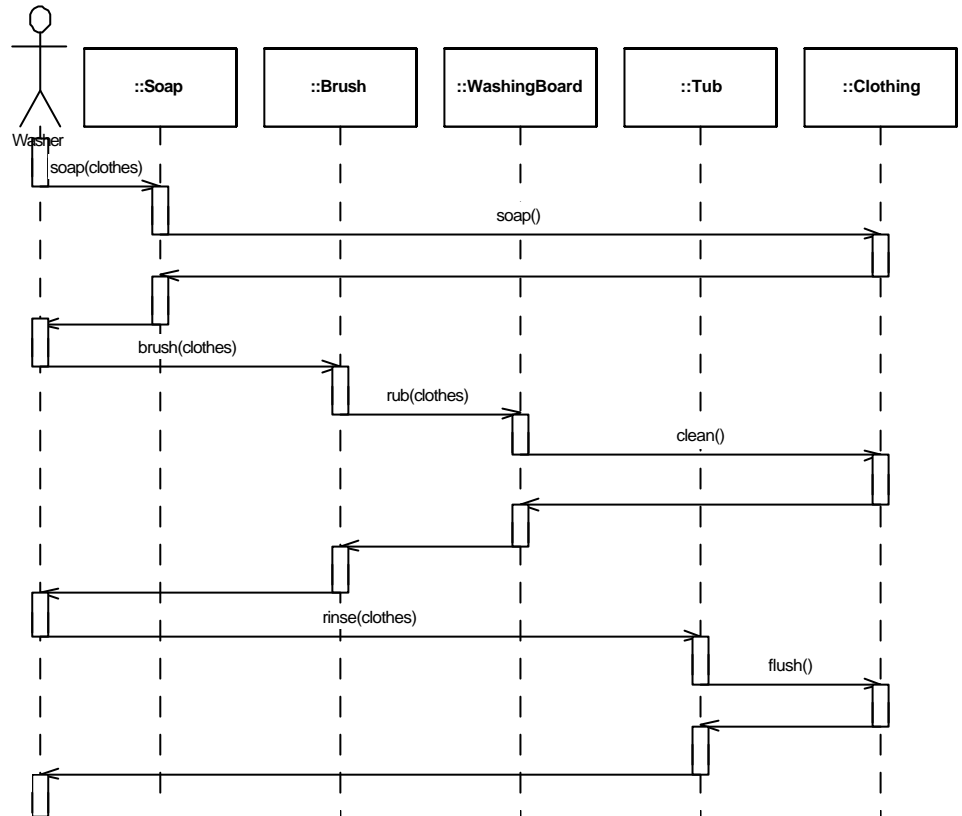 ::Soap
::Brush
::WashingBoard
::Tub
::Clothing
Washer
soap(clothes)
soap()
brush(clothes)
rub(clothes)
clean()
rinse(clothes)
flush()